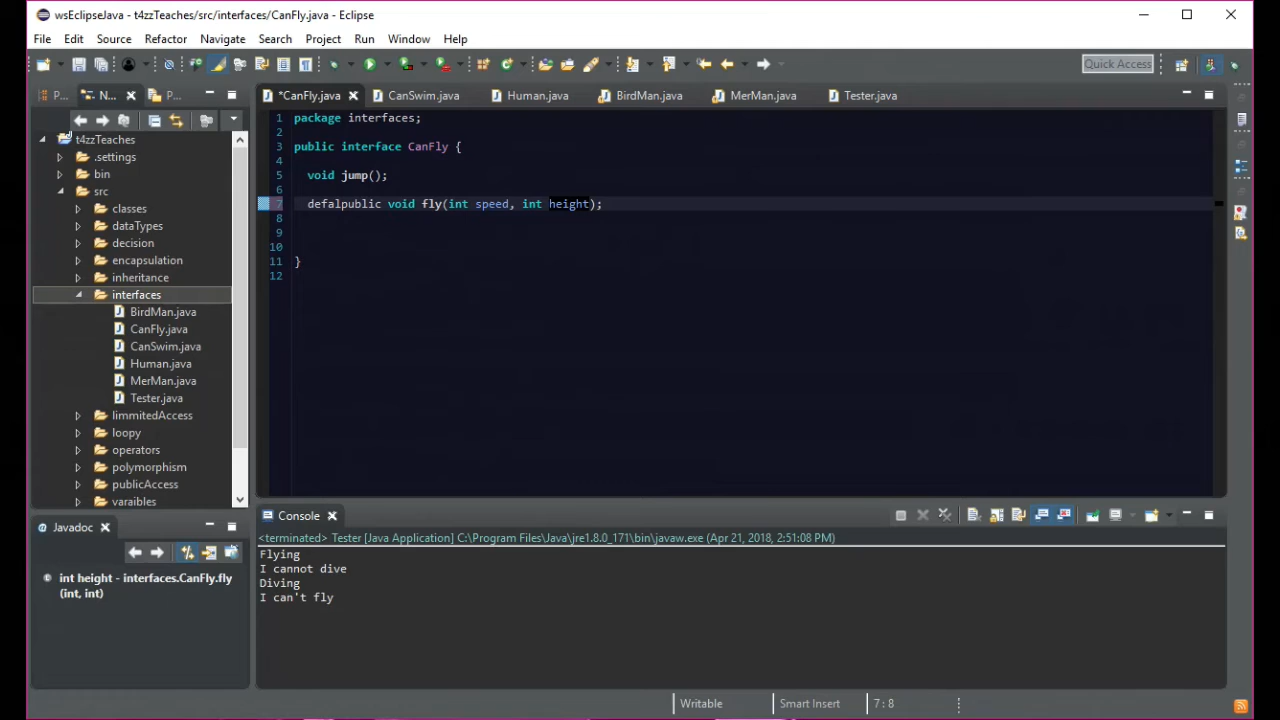 wsEclipseJava - t4zzTeaches/src/interfaces/CanFly.java - Eclipse
File Edit Source Refactor Navigate Search Project Run Window Help
Quick Access
P... N... P...
*CanFly.java CanSwim.java Human.java BirdMan.java MerMan.java Tester.java
t4zzTeaches
.settings
bin
src
classes
dataTypes
decision
encapsulation
inheritance
interfaces
BirdMan.java
CanFly.java
CanSwim.java
Human.java
MerMan.java
Tester.java
limmitedAccess
loopy
operators
polymorphism
publicAccess
varaibles
1 package interfaces;
2
3 public interface CanFly {
4
5 void jump();
6
7 defalpublic void fly(int speed, int height);
8
9
10
11 }
12
Javadoc
int height - interfaces.CanFly.fly
(int, int)
Console
<terminated> Tester [Java Application] C:\Program Files\Java\jre1.8.0_171\bin\javaw.exe (Apr 21, 2018, 2:51:08 PM)
Flying
I cannot dive
Diving
I can't fly
Writable Smart Insert 7 : 8